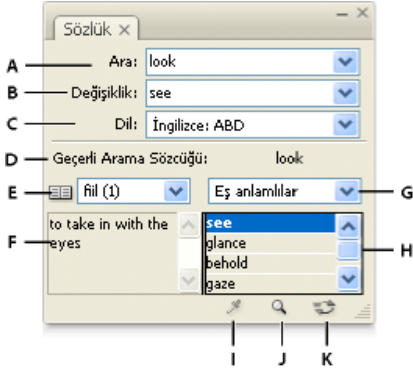 Sözlük
A Ara: look
B Değişiklik: see
C Dil: İngilizce: ABD
D Geçerli Arama Sözcüğü: look
E fiil (1) Eş anlamlılar G
F to take in with the eyes
see
glance
behold
gaze
H
I J K